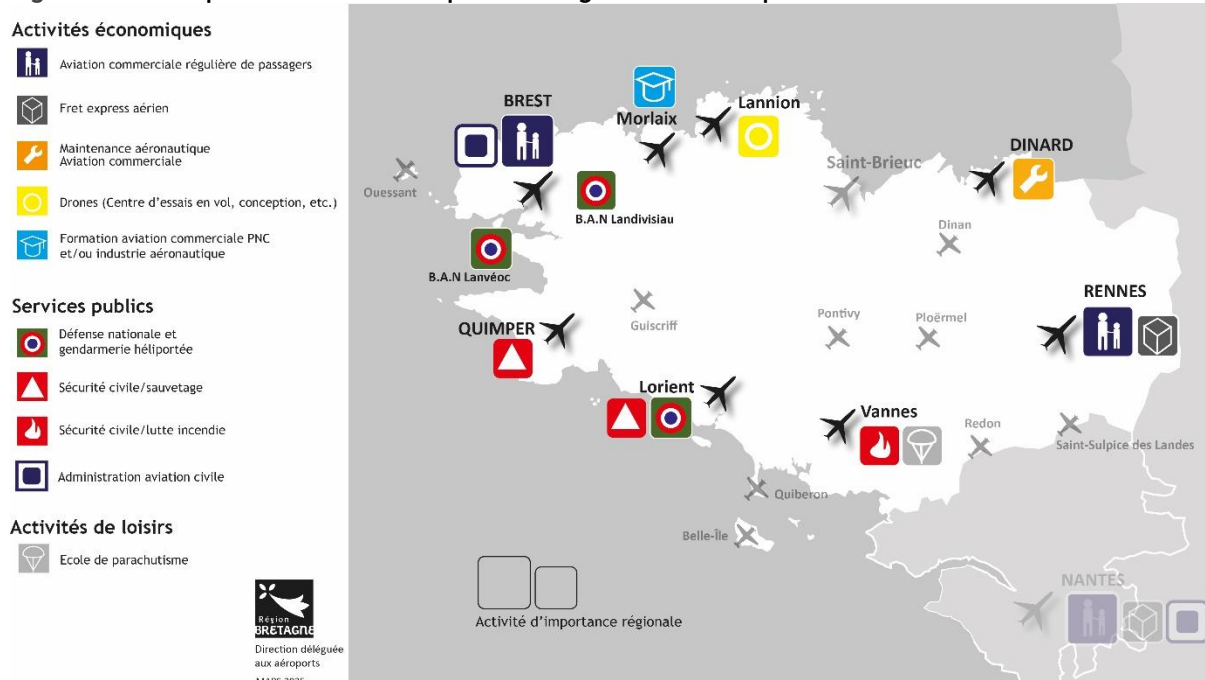 Activités économiques
Aviation commerciale régulière de passagers
Fret express aérien
Maintenance aéronautique
Aviation commerciale
Drones (Centre d'essais en vol, conception, etc.)
Formation aviation commerciale PNC
et/ou industrie aéronautique
Services publics
Défense nationale et
gendarmerie héliportée
Sécurité civile/sauvetage
Sécurité civile/lutte incendie
Administration aviation civile
Activités de loisirs
Ecole de parachutisme
Région
BRETAGNE
Direction déléguée
aux aéroports
BREST
Morlaix
Lannion
Saint-Brieuc
DINARD
Ouessant
B.A.N Landivisiau
Dinan
B.A.N Lanvéoc
RENNES
Guiscriff
Pontivy
Ploërmel
QUIMPER
Lorient
Vannes
Redon
Saint-Sulpice des Landes
Quiberon
Belle-Île
NANTES
Activité d'importance régionale